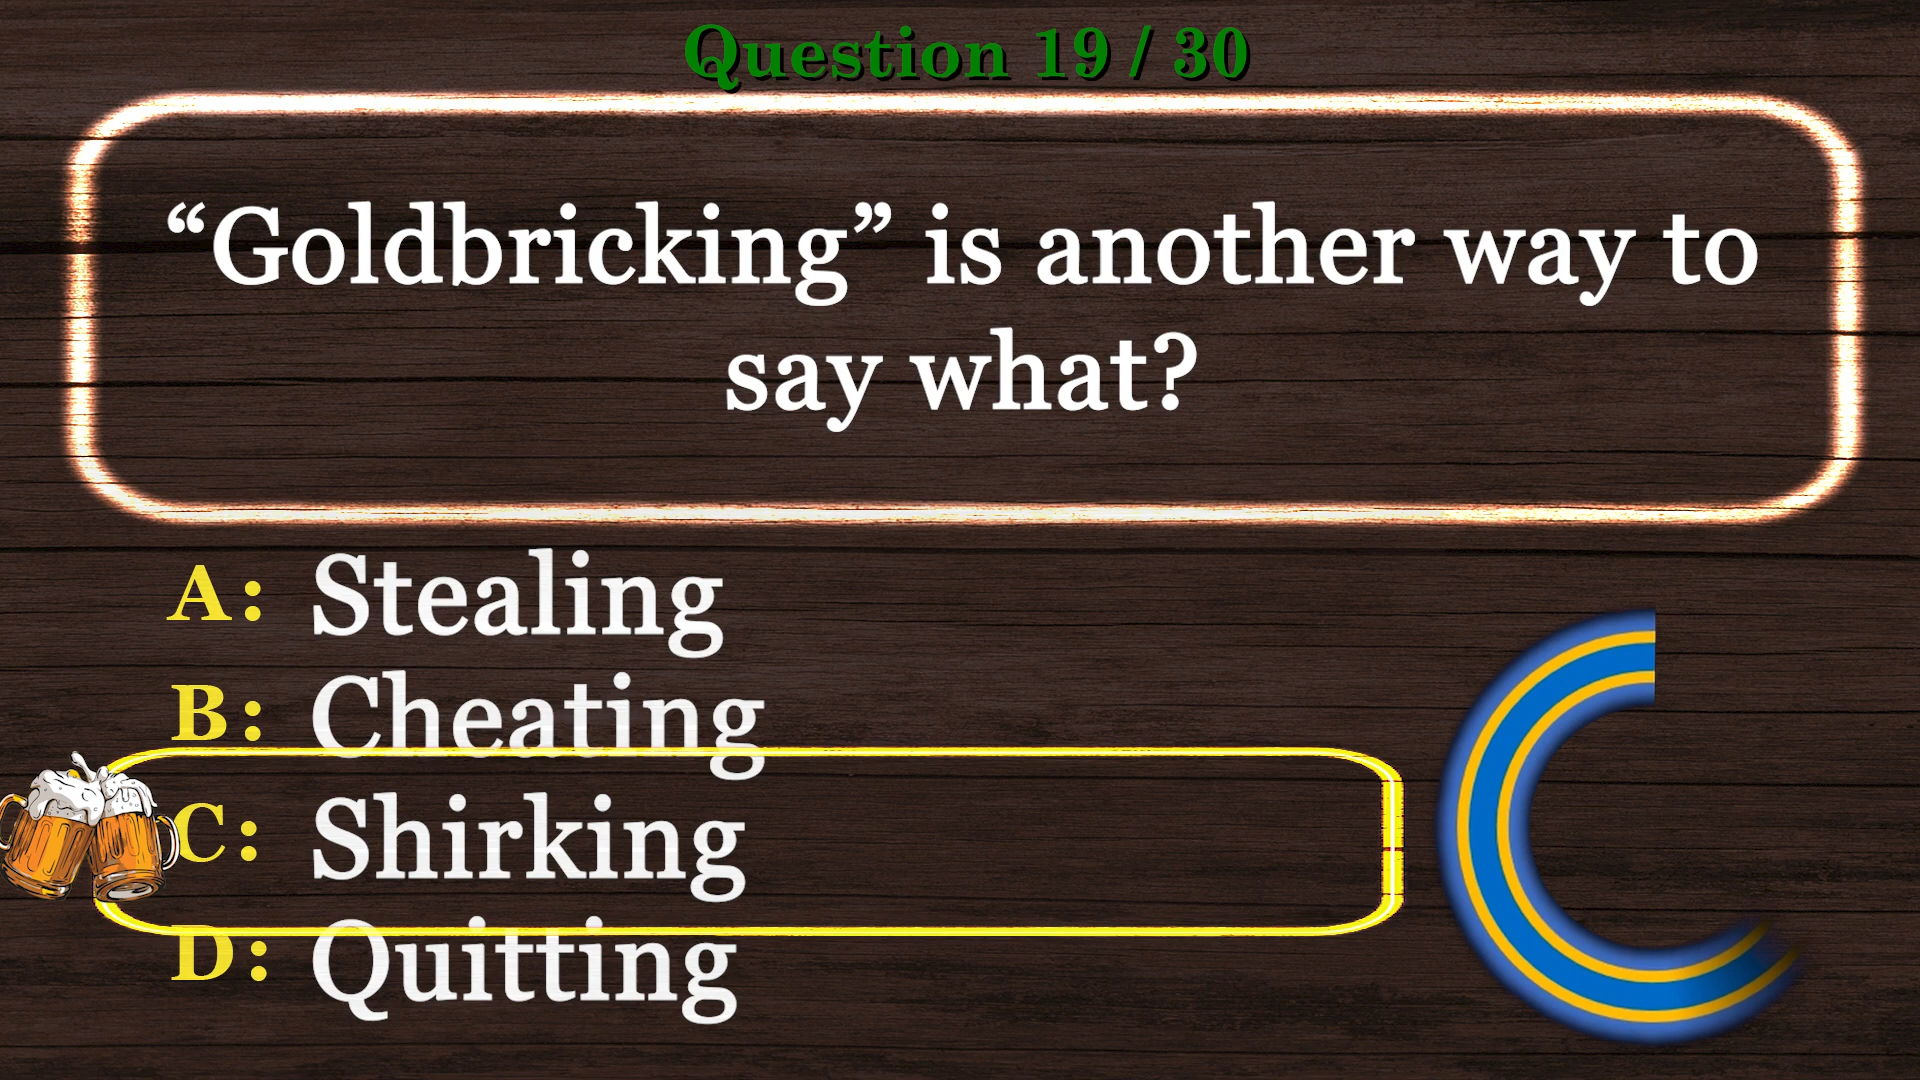 Question 19 / 30
“Goldbricking” is another way to
say what?
A: Stealing
B: Cheating
C: Shirking
D: Quitting